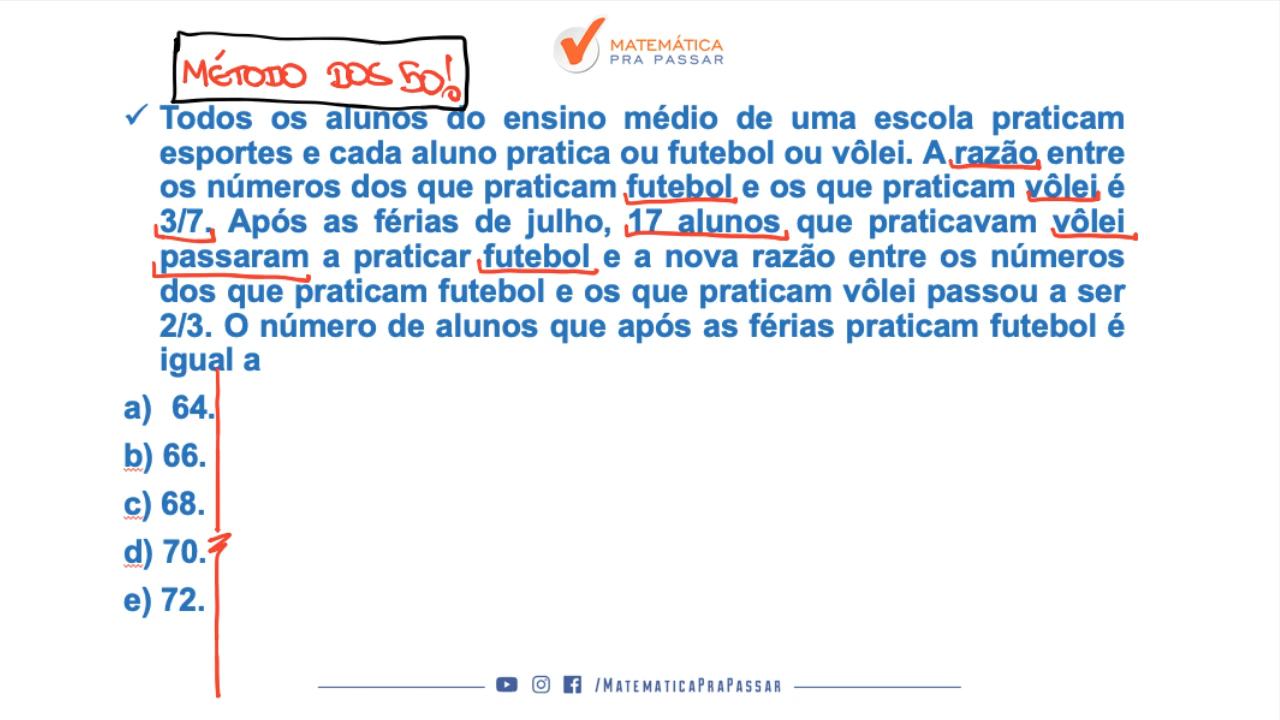 MATEMÁTICA
PRA PASSAR
MÉTODO DOS 50!
✓ Todos os alunos do ensino médio de uma escola praticam
esportes e cada aluno pratica ou futebol ou vôlei. A razão entre
os números dos que praticam futebol e os que praticam vôlei é
3/7. Após as férias de julho, 17 alunos que praticavam vôlei
passaram a praticar futebol e a nova razão entre os números
dos que praticam futebol e os que praticam vôlei passou a ser
2/3. O número de alunos que após as férias praticam futebol é
igual a
a) 64.
b) 66.
c) 68.
d) 70.
e) 72.
/MATEMATICAPRAPASSAR